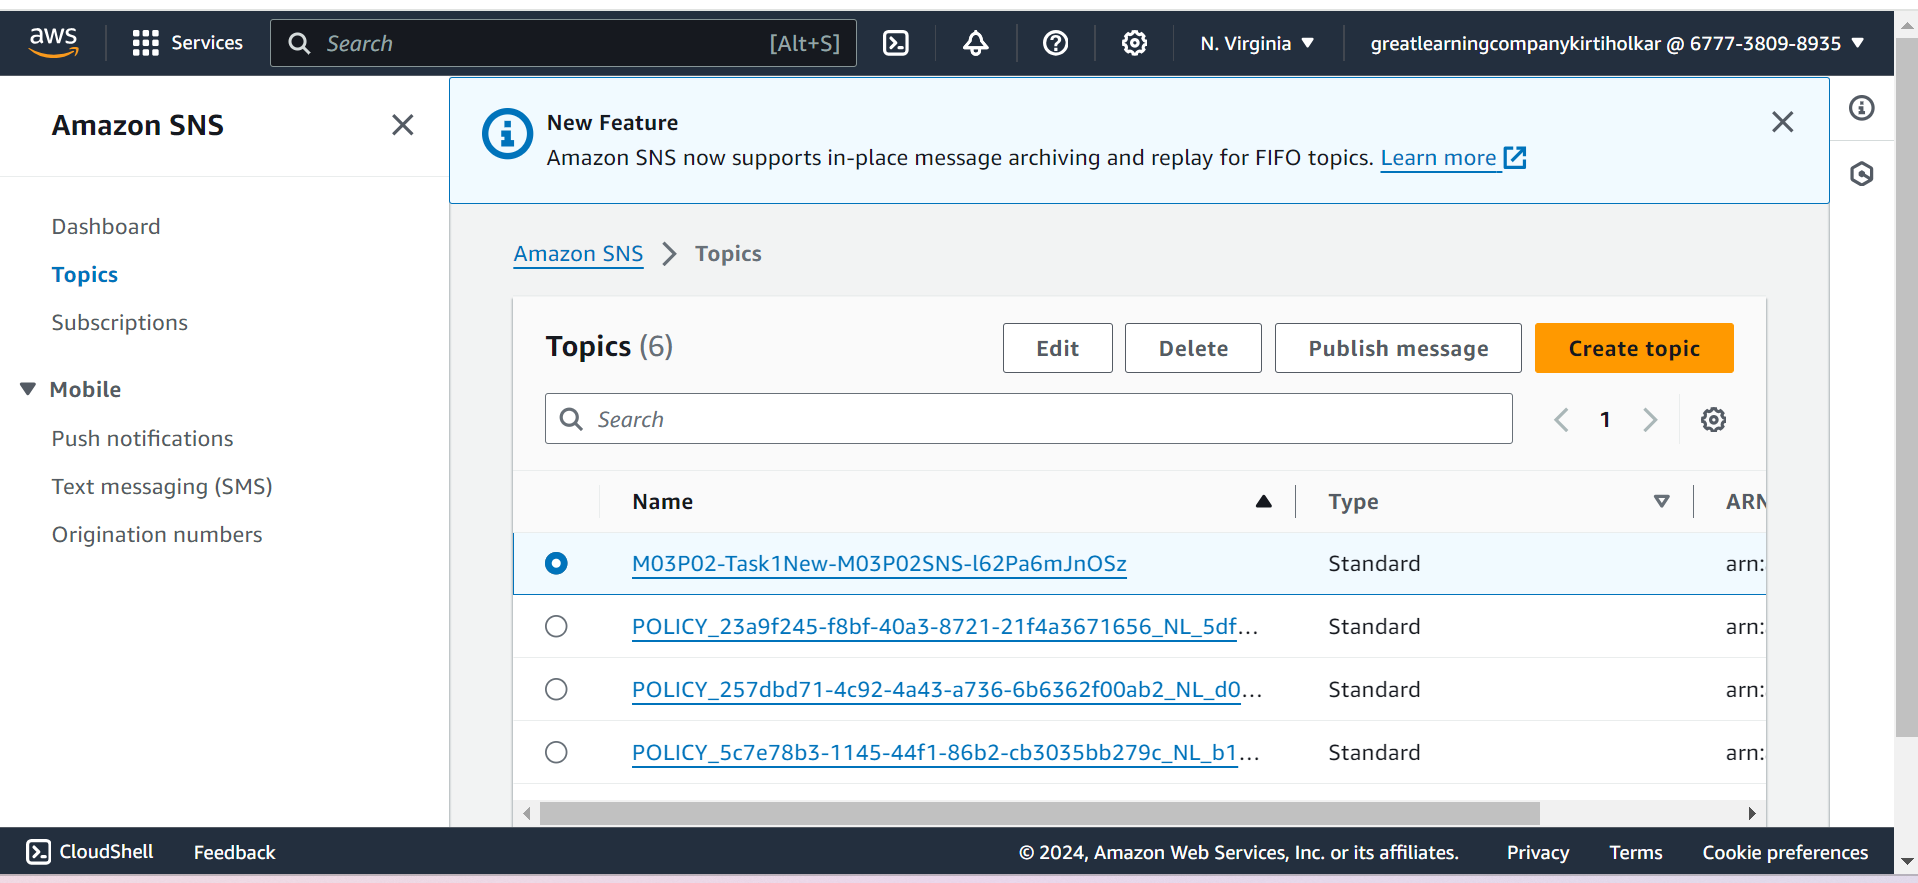 aws Services Search [Alt+S] N. Virginia greatlearningcompanykirtiholkar @ 6777-3809-8935
Amazon SNS
Dashboard
Topics
Subscriptions
Mobile
Push notifications
Text messaging (SMS)
Origination numbers
New Feature
Amazon SNS now supports in-place message archiving and replay for FIFO topics. Learn more
Amazon SNS Topics
Topics (6) Edit Delete Publish message Create topic
Search 1
Name Type ARN
M03P02-Task1New-M03P02SNS-l62Pa6mJnOSz Standard arn:
POLICY_23a9f245-f8bf-40a3-8721-21f4a3671656_NL_5df... Standard arn:
POLICY_257dbd71-4c92-4a43-a736-6b6362f00ab2_NL_d0... Standard arn:
POLICY_5c7e78b3-1145-44f1-86b2-cb3035bb279c_NL_b1... Standard arn:
CloudShell Feedback © 2024, Amazon Web Services, Inc. or its affiliates. Privacy Terms Cookie preferences